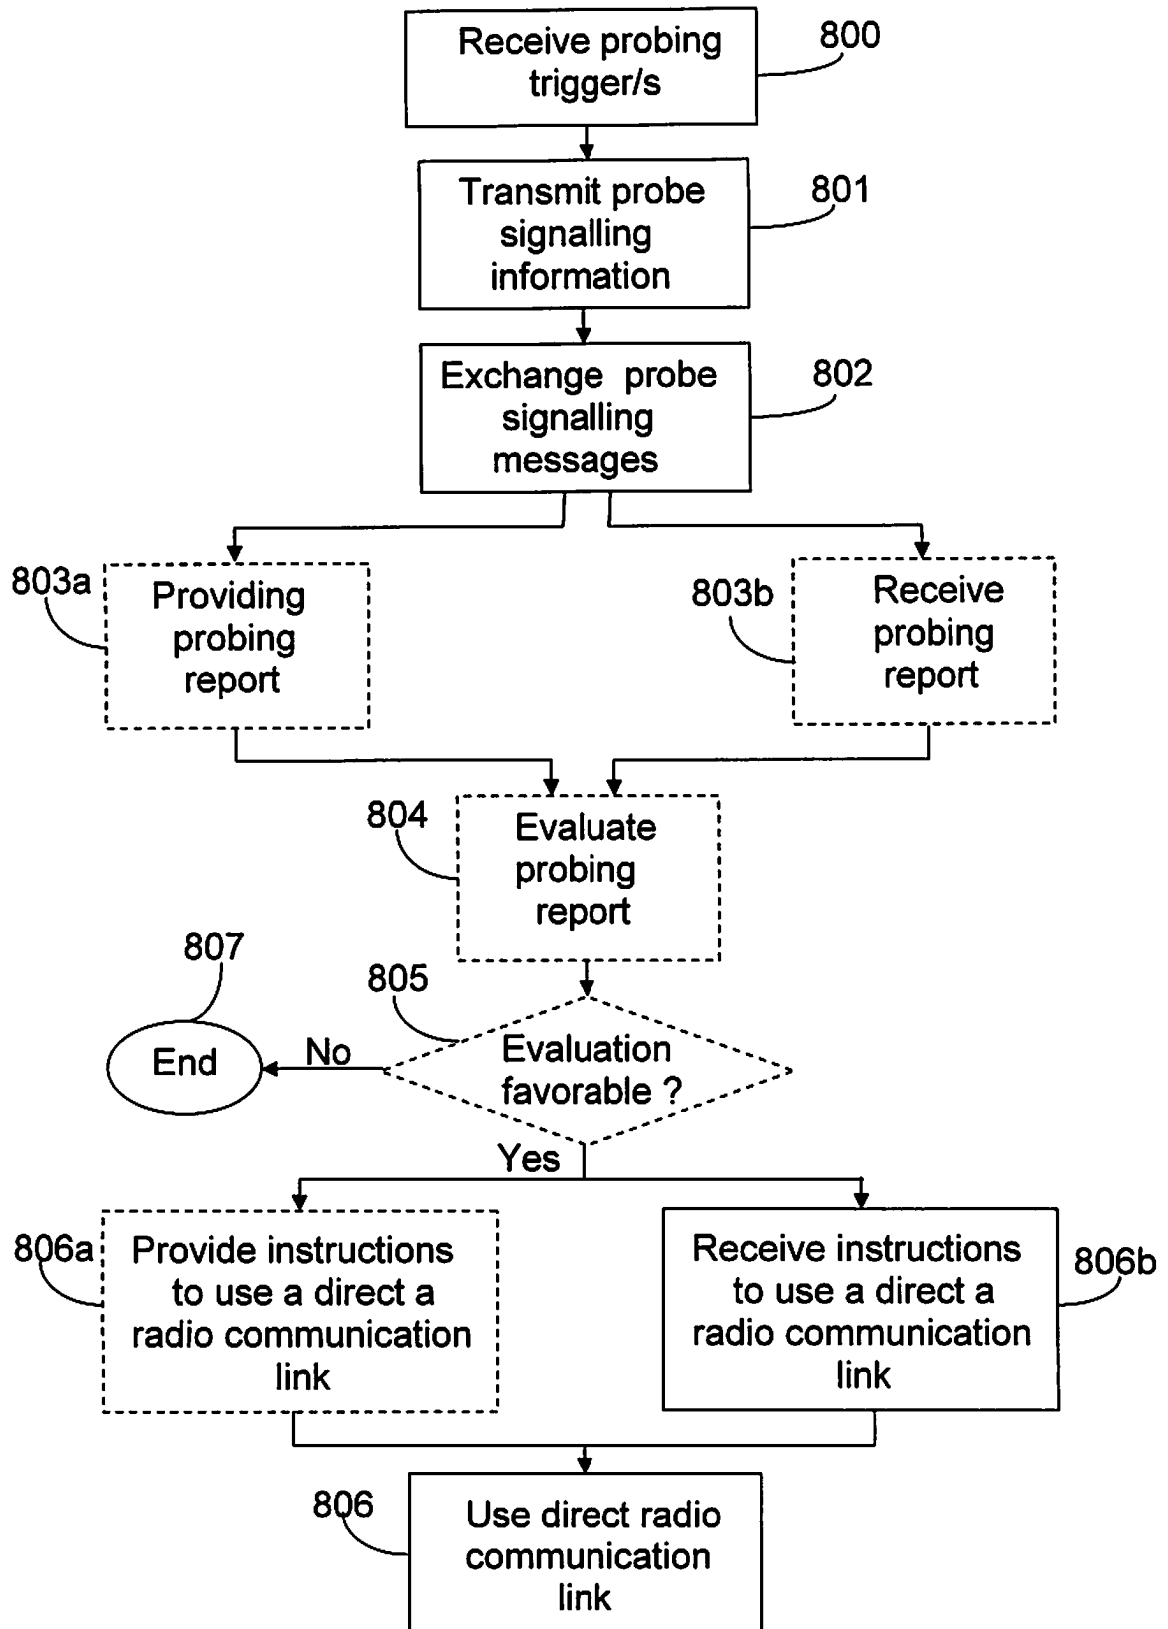 Receive probing
trigger/s
800
Transmit probe
signalling
information
801
Exchange probe
signalling
messages
802
803a
Providing
probing
report
803b
Receive
probing
report
804
Evaluate
probing
report
807
End
No
805
Evaluation
favorable ?
Yes
806a
Provide instructions
to use a direct a
radio communication
link
Receive instructions
to use a direct a
radio communication
link
806b
806
Use direct radio
communication
link